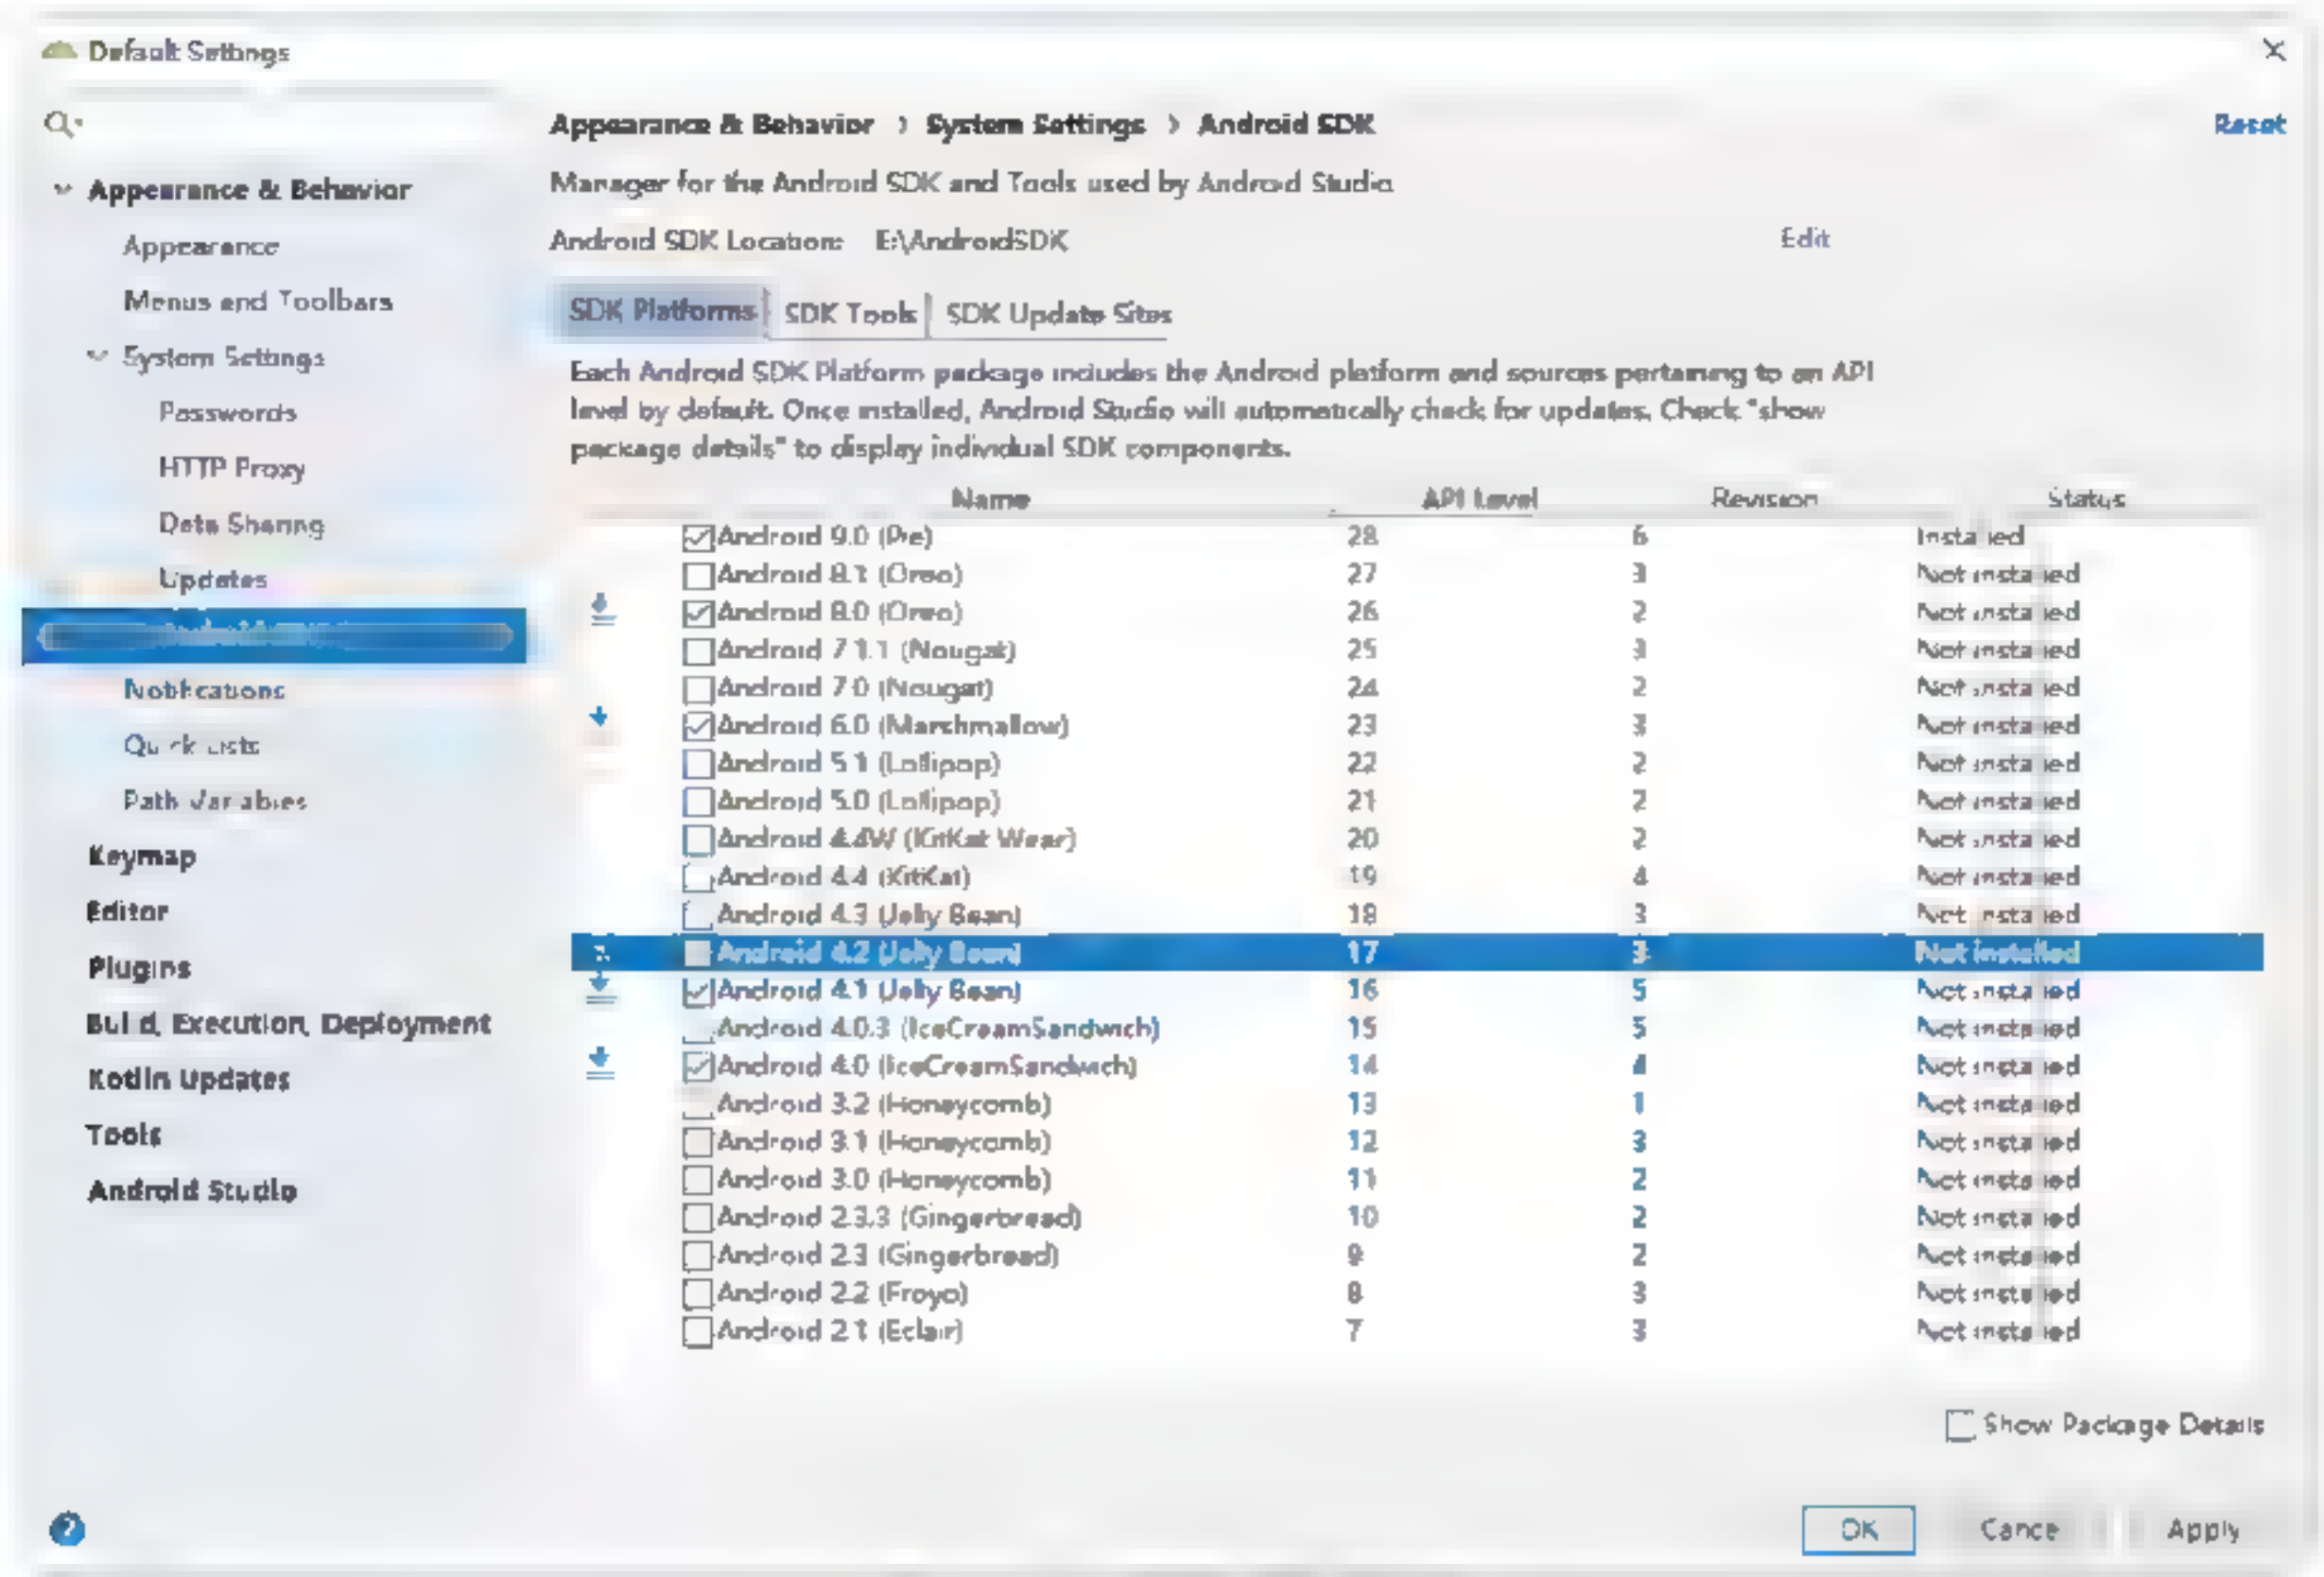 Default Settings
Appearance & Behavior
Appearance
Menus and Toolbars
System Settings
Passwords
HTTP Proxy
Data Sharing
Updates
Notifications
Quick Lists
Path Variables
Keymap
Editor
Plugins
Build, Execution, Deployment
Kotlin Updates
Tools
Android Studio
Appearance & Behavior › System Settings › Android SDK
Reset
Manager for the Android SDK and Tools used by Android Studio
Android SDK Location: E:\AndroidSDK Edit
SDK Platforms SDK Tools SDK Update Sites
Each Android SDK Platform package includes the Android platform and sources pertaining to an API
level by default. Once installed, Android Studio will automatically check for updates. Check "show
package details" to display individual SDK components.
Name API Level Revision Status
Android 9.0 (Pie) 28 6 Installed
Android 8.1 (Oreo) 27 3 Not installed
Android 8.0 (Oreo) 26 2 Not installed
Android 7.1.1 (Nougat) 25 3 Not installed
Android 7.0 (Nougat) 24 2 Not installed
Android 6.0 (Marshmallow) 23 3 Not installed
Android 5.1 (Lollipop) 22 2 Not installed
Android 5.0 (Lollipop) 21 2 Not installed
Android 4.4W (KitKat Wear) 20 2 Not installed
Android 4.4 (KitKat) 19 4 Not installed
Android 4.3 (Jelly Bean) 18 3 Not installed
Android 4.2 (Jelly Bean) 17 3 Not installed
Android 4.1 (Jelly Bean) 16 5 Not installed
Android 4.0.3 (IceCreamSandwich) 15 5 Not installed
Android 4.0 (IceCreamSandwich) 14 4 Not installed
Android 3.2 (Honeycomb) 13 1 Not installed
Android 3.1 (Honeycomb) 12 3 Not installed
Android 3.0 (Honeycomb) 11 2 Not installed
Android 2.3.3 (Gingerbread) 10 2 Not installed
Android 2.3 (Gingerbread) 9 2 Not installed
Android 2.2 (Froyo) 8 3 Not installed
Android 2.1 (Eclair) 7 3 Not installed
Show Package Details
? OK Cancel Apply